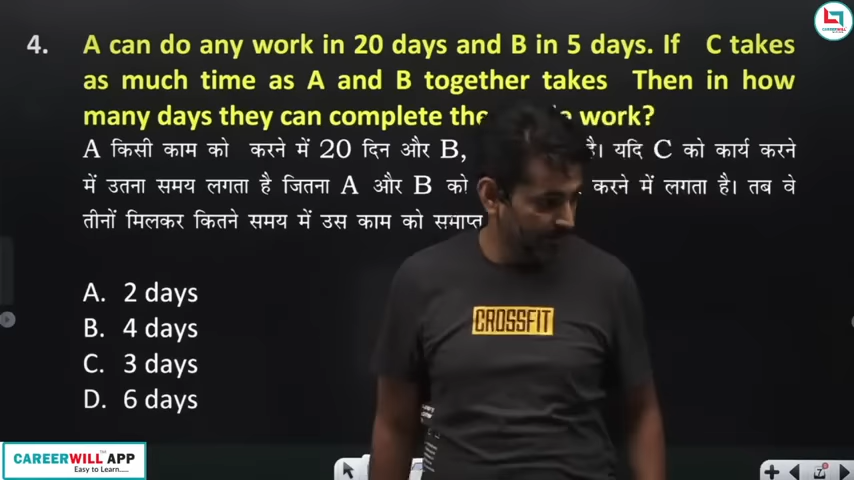 4. A can do any work in 20 days and B in 5 days. If C takes
as much time as A and B together takes Then in how
many days they can complete the work?
A किसी काम को करने में 20 दिन और B, है। यदि C को कार्य करने
में उतना समय लगता है जितना A और B को करने में लगता है। तब वे
तीनों मिलकर कितने समय में उस काम को समाप्त
A. 2 days
B. 4 days
C. 3 days
D. 6 days
CROSSFIT
CAREERWILL APP
Easy to Learn.....